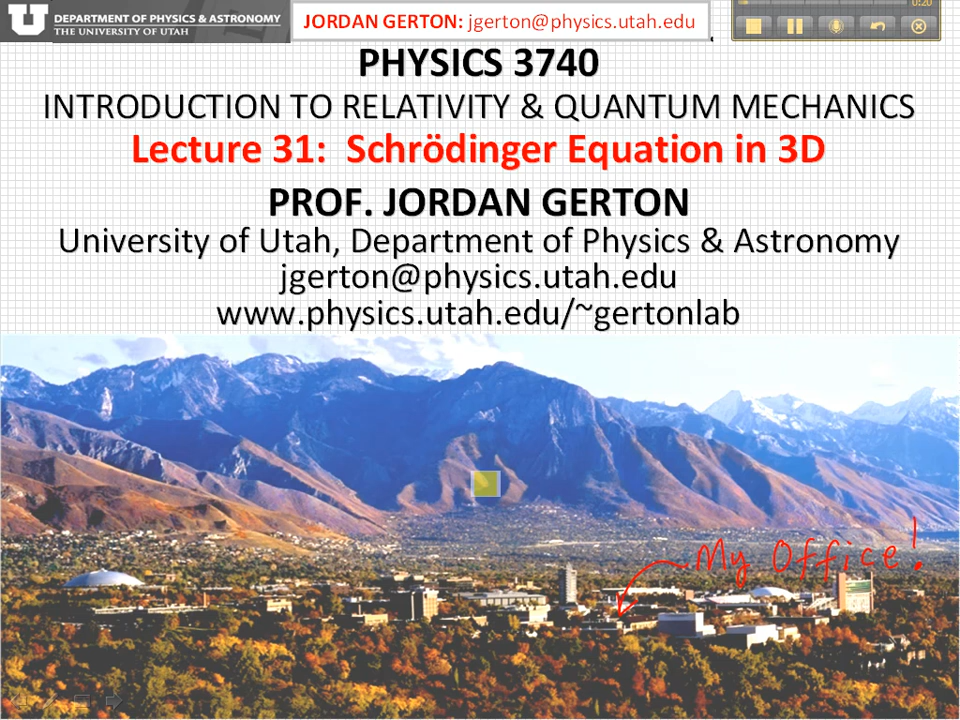 U DEPARTMENT OF PHYSICS & ASTRONOMY
THE UNIVERSITY OF UTAH
JORDAN GERTON: jgerton@physics.utah.edu
0:20
PHYSICS 3740
INTRODUCTION TO RELATIVITY & QUANTUM MECHANICS
Lecture 31: Schrödinger Equation in 3D
PROF. JORDAN GERTON
University of Utah, Department of Physics & Astronomy
jgerton@physics.utah.edu
www.physics.utah.edu/~gertonlab
My Office!